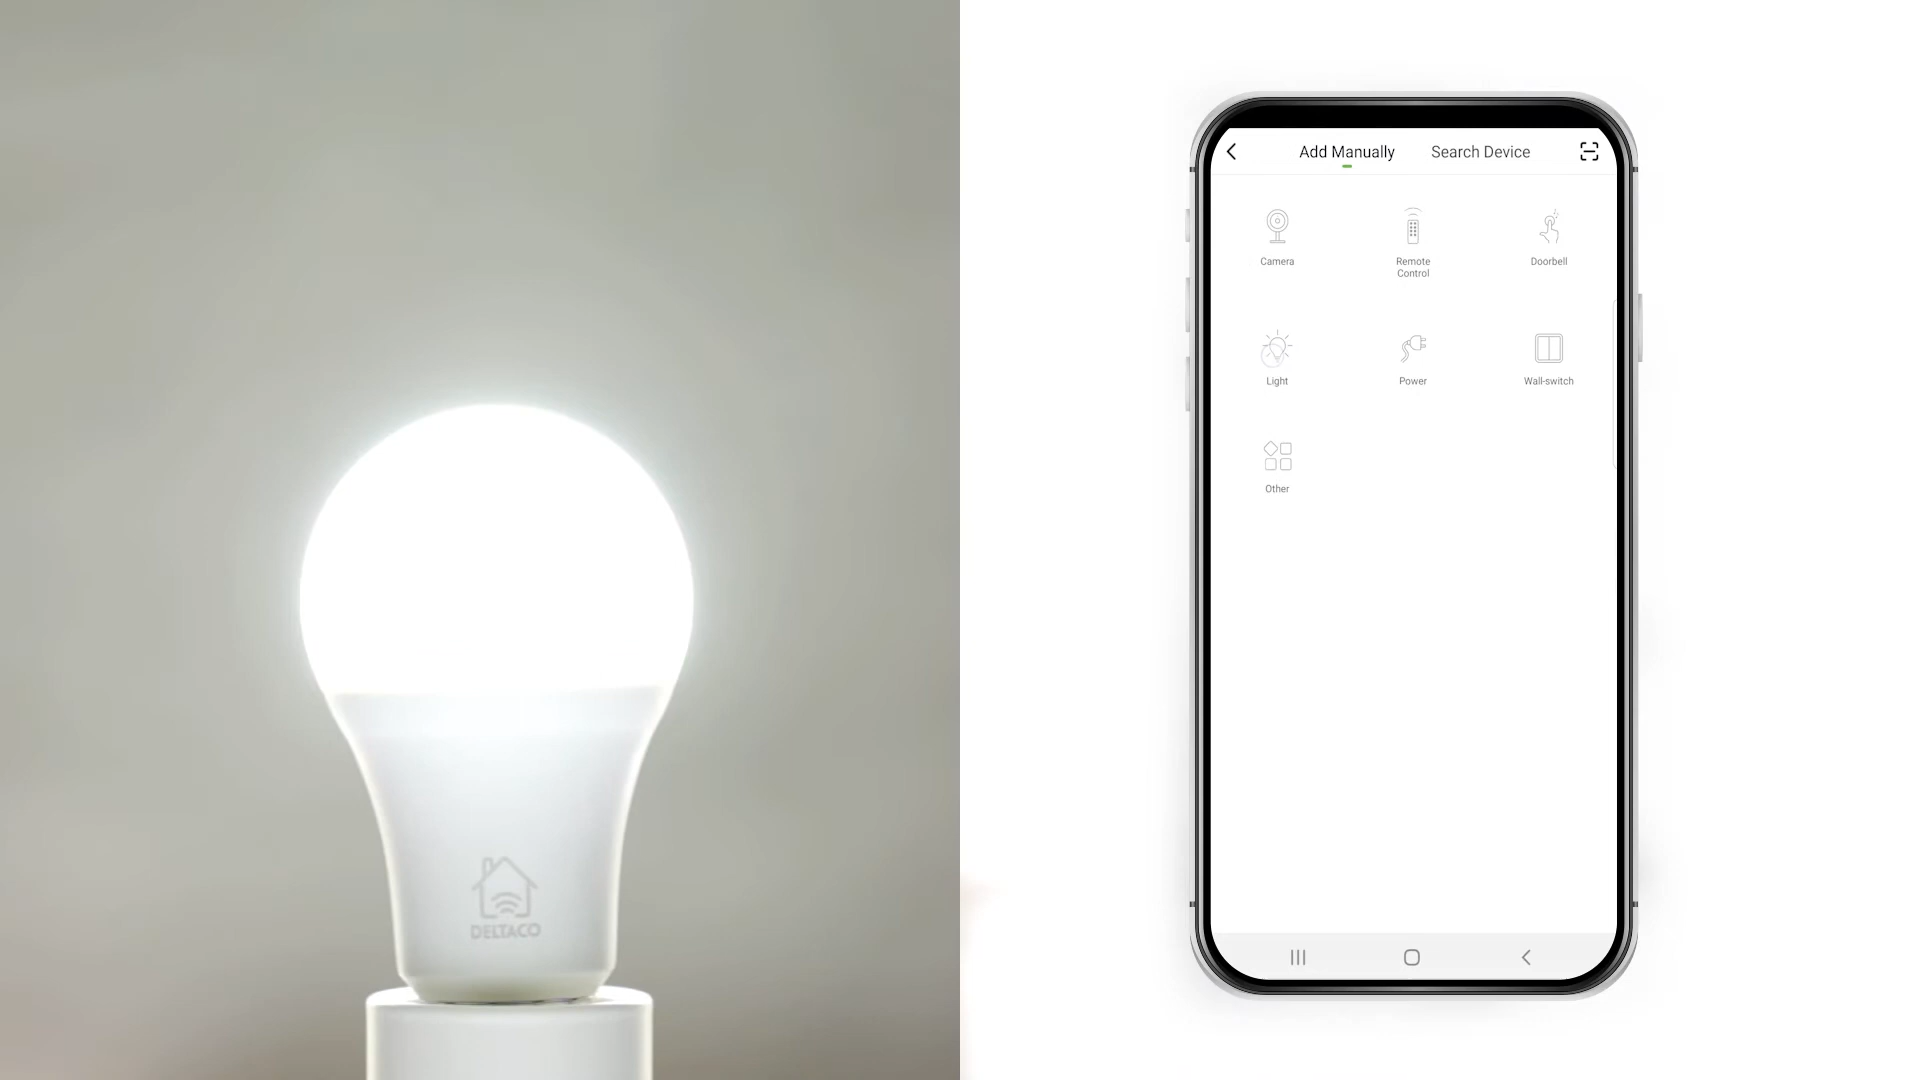 DELTACO
Add Manually Search Device
Camera
Remote
Control
Doorbell
Light
Power
Wall-switch
Other